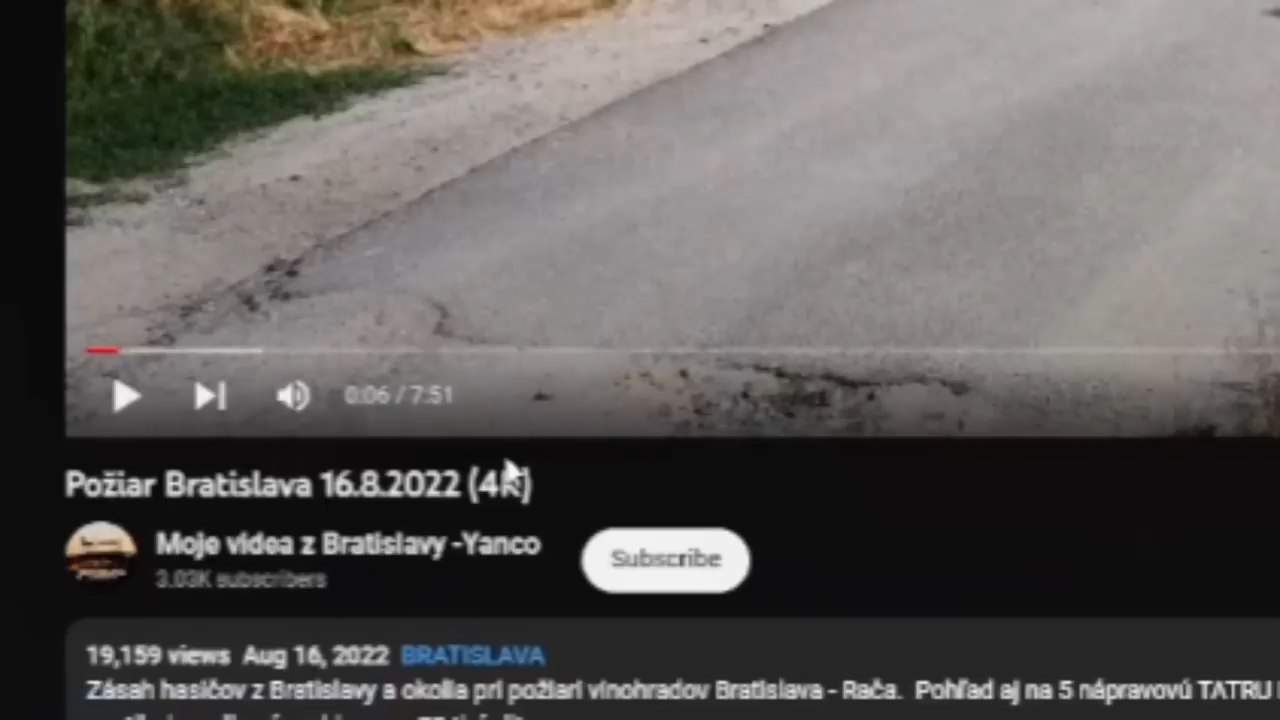 0:06 / 7:51
Požiar Bratislava 16.8.2022 (4K)
Moje videa z Bratislavy -Yanco
Subscribe
3.03K subscribers
19,159 views Aug 16, 2022 BRATISLAVA
Zásah hasičov z Bratislavy a okolia pri požiari vinohradov Bratislava - Rača. Pohľad aj na 5 nápravovú TATRU